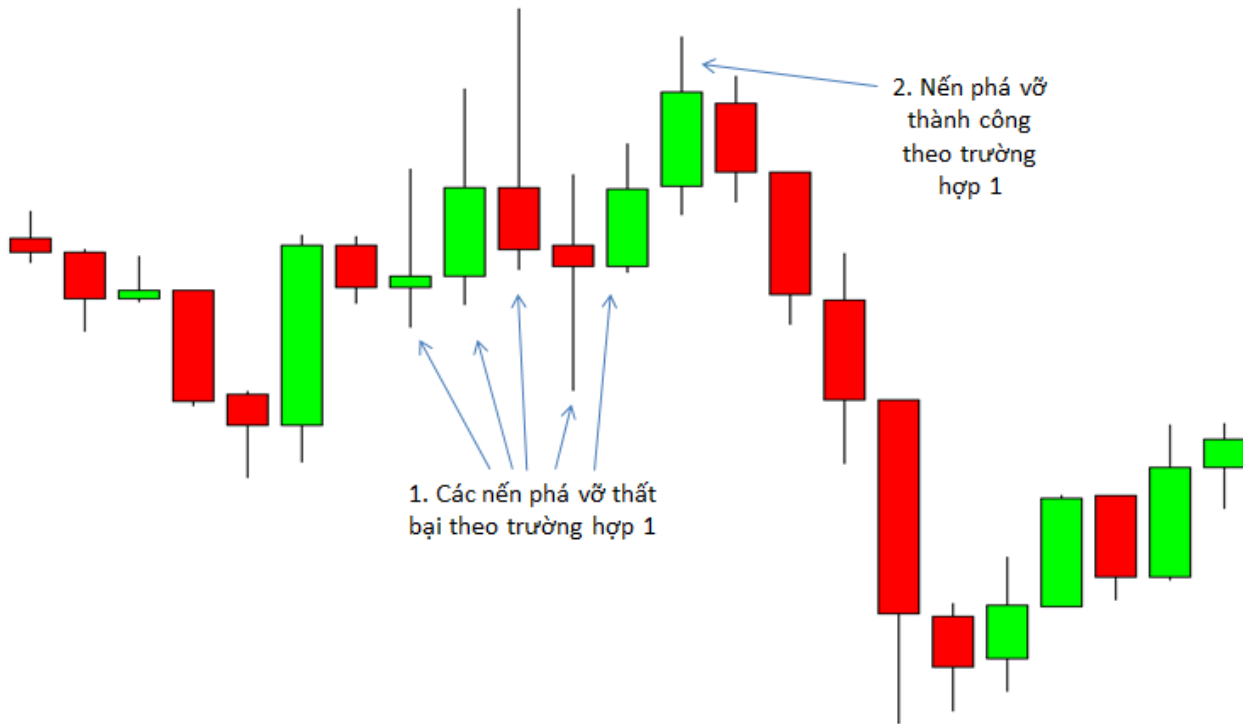 2. Nến phá vỡ
thành công
theo trường
hợp 1
1. Các nến phá vỡ thất
bại theo trường hợp 1